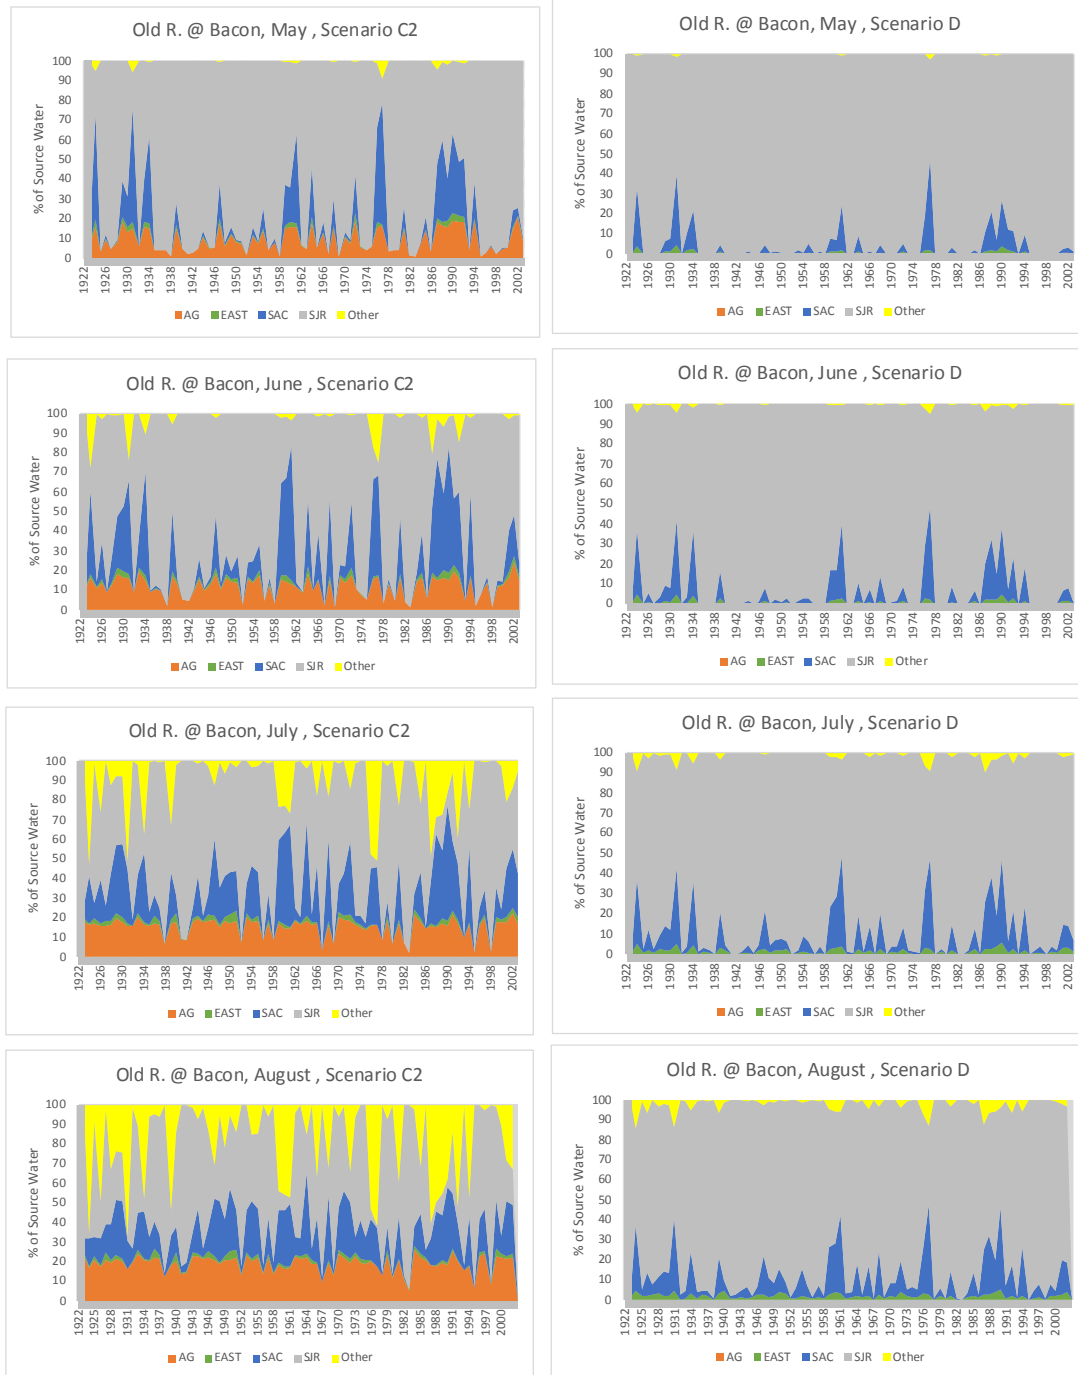 Old R. @ Bacon, May , Scenario C2
% of Source Water
100
90
80
70
60
50
40
30
20
10
0
1922 1926 1930 1934 1938 1942 1946 1950 1954 1958 1962 1966 1970 1974 1978 1982 1986 1990 1994 1998 2002
AG EAST SAC SJR Other
Old R. @ Bacon, May , Scenario D
% of Source Water
100
90
80
70
60
50
40
30
20
10
0
1922 1926 1930 1934 1938 1942 1946 1950 1954 1958 1962 1966 1970 1974 1978 1982 1986 1990 1994 1998 2002
AG EAST SAC SJR Other
Old R. @ Bacon, June , Scenario C2
% of Source Water
100
90
80
70
60
50
40
30
20
10
0
1922 1926 1930 1934 1938 1942 1946 1950 1954 1958 1962 1966 1970 1974 1978 1982 1986 1990 1994 1998 2002
AG EAST SAC SJR Other
Old R. @ Bacon, June , Scenario D
% of Source Water
100
90
80
70
60
50
40
30
20
10
0
1922 1926 1930 1934 1938 1942 1946 1950 1954 1958 1962 1966 1970 1974 1978 1982 1986 1990 1994 1998 2002
AG EAST SAC SJR Other
Old R. @ Bacon, July , Scenario C2
% of Source Water
100
90
80
70
60
50
40
30
20
10
0
1922 1926 1930 1934 1938 1942 1946 1950 1954 1958 1962 1966 1970 1974 1978 1982 1986 1990 1994 1998 2002
AG EAST SAC SJR Other
Old R. @ Bacon, July , Scenario D
% of Source Water
100
90
80
70
60
50
40
30
20
10
0
1922 1926 1930 1934 1938 1942 1946 1950 1954 1958 1962 1966 1970 1974 1978 1982 1986 1990 1994 1998 2002
AG EAST SAC SJR Other
Old R. @ Bacon, August , Scenario C2
% of Source Water
100
90
80
70
60
50
40
30
20
10
0
1922 1925 1928 1931 1934 1937 1940 1943 1946 1949 1952 1955 1958 1961 1964 1967 1970 1973 1976 1979 1982 1985 1988 1991 1994 1997 2000
AG EAST SAC SJR Other
Old R. @ Bacon, August , Scenario D
% of Source Water
100
90
80
70
60
50
40
30
20
10
0
1922 1925 1928 1931 1934 1937 1940 1943 1946 1949 1952 1955 1958 1961 1964 1967 1970 1973 1976 1979 1982 1985 1988 1991 1994 1997 2000
AG EAST SAC SJR Other